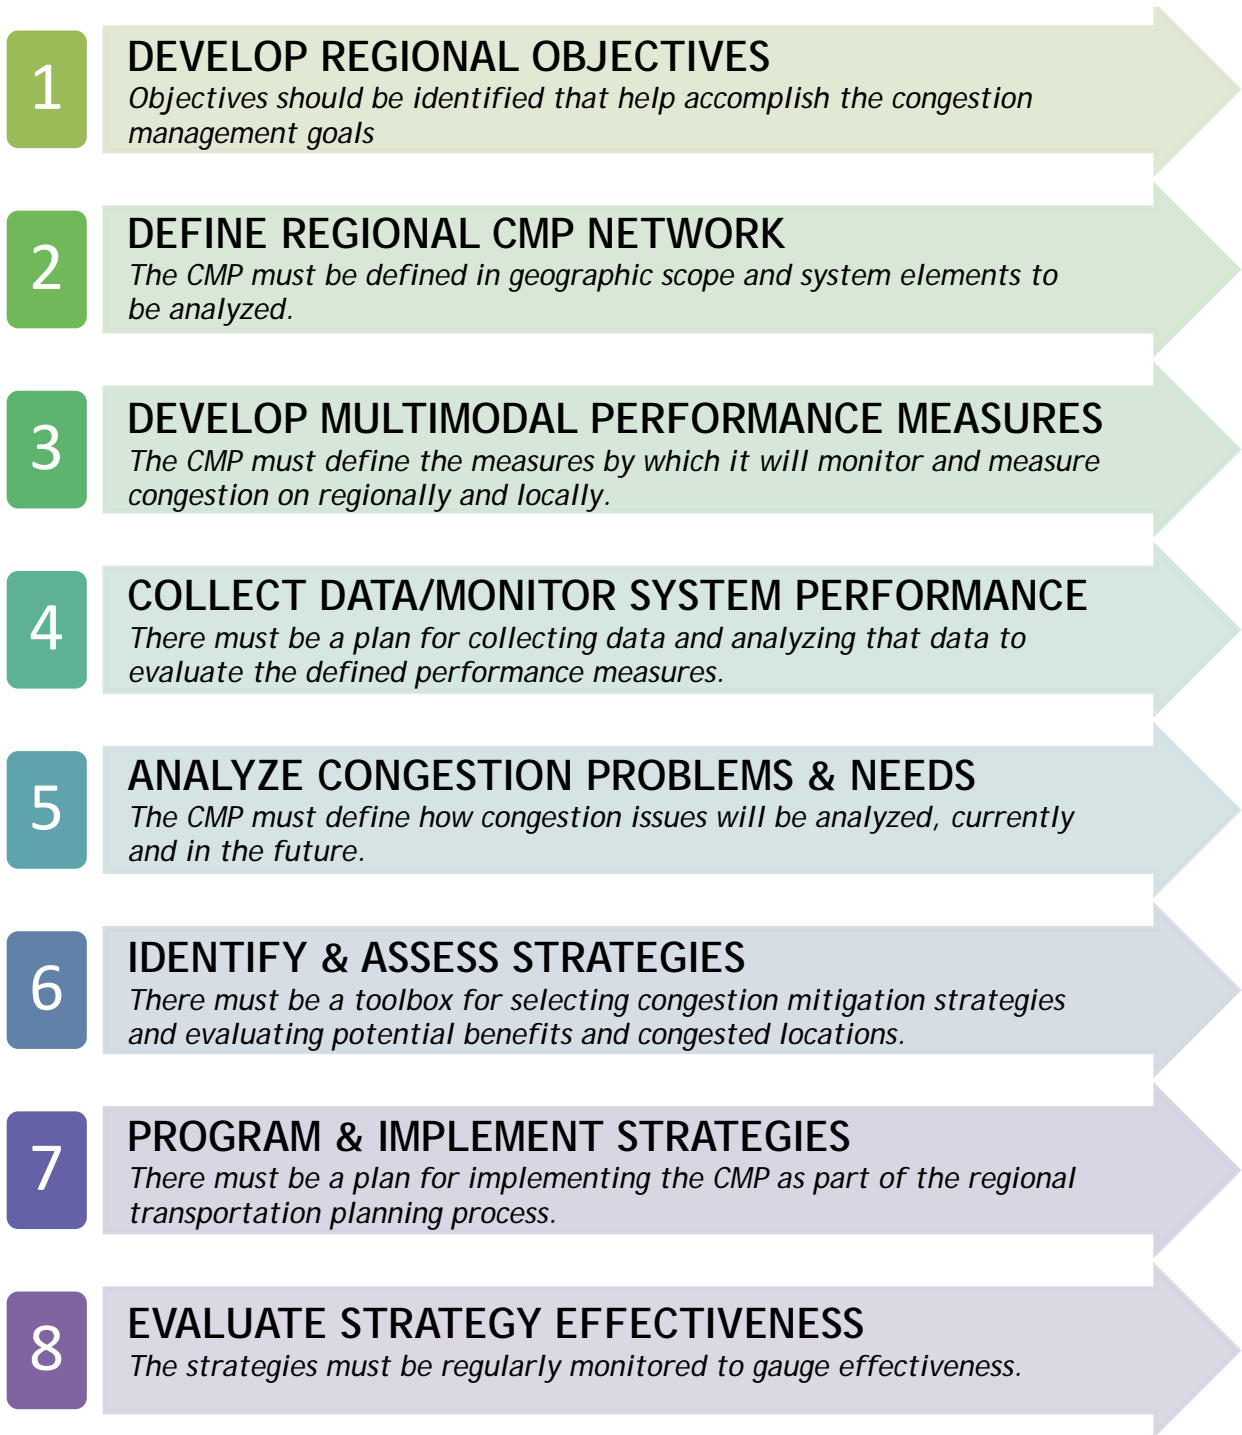 1
DEVELOP REGIONAL OBJECTIVES
Objectives should be identified that help accomplish the congestion
management goals
2
DEFINE REGIONAL CMP NETWORK
The CMP must be defined in geographic scope and system elements to
be analyzed.
3
DEVELOP MULTIMODAL PERFORMANCE MEASURES
The CMP must define the measures by which it will monitor and measure
congestion on regionally and locally.
4
COLLECT DATA/MONITOR SYSTEM PERFORMANCE
There must be a plan for collecting data and analyzing that data to
evaluate the defined performance measures.
5
ANALYZE CONGESTION PROBLEMS & NEEDS
The CMP must define how congestion issues will be analyzed, currently
and in the future.
6
IDENTIFY & ASSESS STRATEGIES
There must be a toolbox for selecting congestion mitigation strategies
and evaluating potential benefits and congested locations.
7
PROGRAM & IMPLEMENT STRATEGIES
There must be a plan for implementing the CMP as part of the regional
transportation planning process.
8
EVALUATE STRATEGY EFFECTIVENESS
The strategies must be regularly monitored to gauge effectiveness.